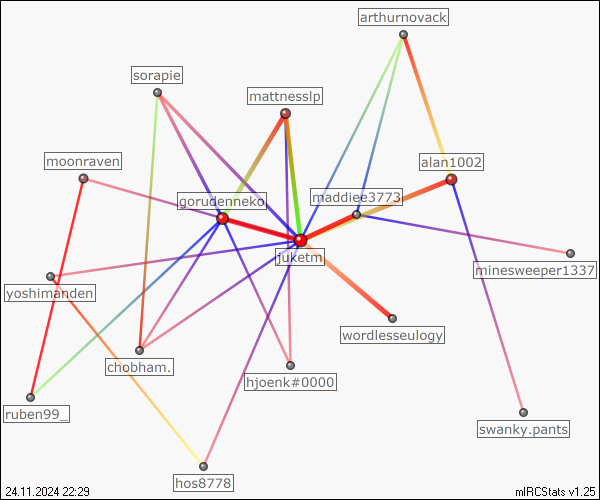 arthurnovack
sorapie
mattnesslp
moonraven
alan1002
gorudenneko
maddiee3773
juketm
minesweeper1337
yoshimanden
wordlesseulogy
chobham.
hjoenk#0000
ruben99_
swanky.pants
hos8778
24.11.2024 22:29
mIRCStats v1.25